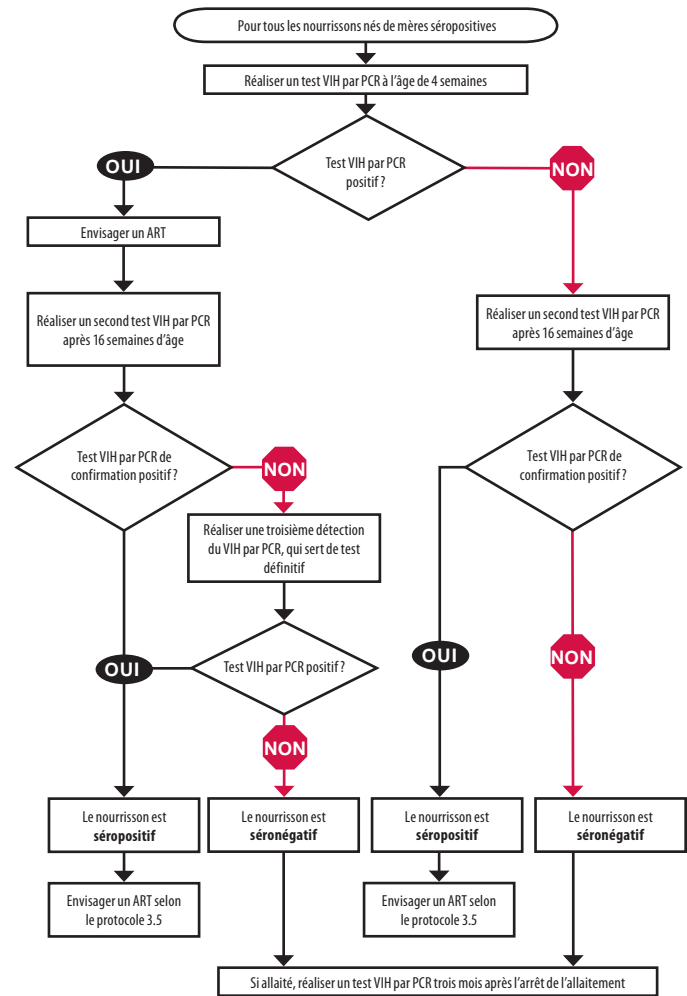 Pour tous les nourrissons nés de mères séropositives
Réaliser un test VIH par PCR à l'âge de 4 semaines
Test VIH par PCR
positif ?
OUI
NON
Envisager un ART
Réaliser un second test VIH par PCR
après 16 semaines d'âge
Réaliser un second test VIH par PCR
après 16 semaines d'âge
Test VIH par PCR de
confirmation positif ?
Test VIH par PCR de
confirmation positif ?
NON
Réaliser une troisième détection
du VIH par PCR, qui sert de test
définitif
OUI
Test VIH par PCR positif ?
OUI
NON
NON
Le nourrisson est
séropositif
Le nourrisson est
séronégatif
Le nourrisson est
séropositif
Le nourrisson est
séronégatif
Envisager un ART selon
le protocole 3.5
Envisager un ART selon
le protocole 3.5
Si allaité, réaliser un test VIH par PCR trois mois après l'arrêt de l'allaitement